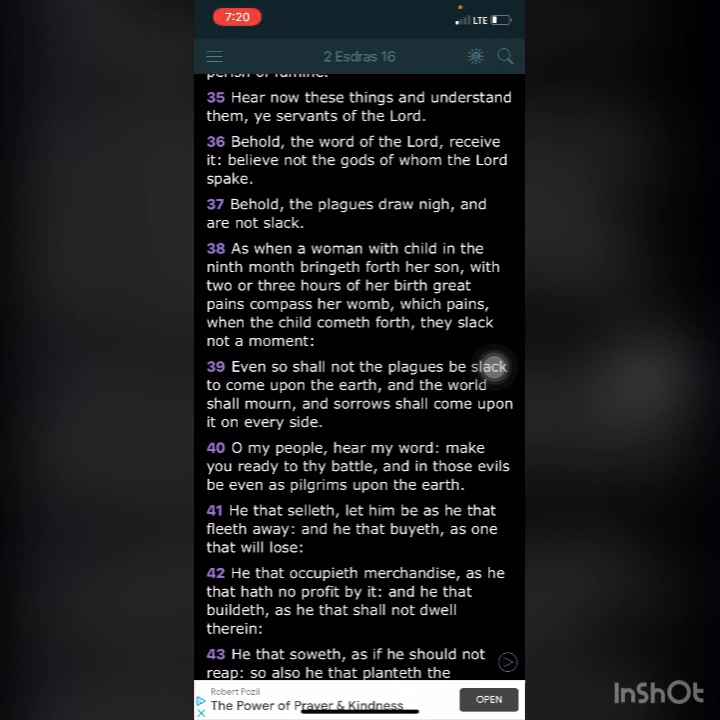 7:20
LTE
2 Esdras 16
perish of famine.
35 Hear now these things and understand
them, ye servants of the Lord.
36 Behold, the word of the Lord, receive
it: believe not the gods of whom the Lord
spake.
37 Behold, the plagues draw nigh, and
are not slack.
38 As when a woman with child in the
ninth month bringeth forth her son, with
two or three hours of her birth great
pains compass her womb, which pains,
when the child cometh forth, they slack
not a moment:
39 Even so shall not the plagues be slack
to come upon the earth, and the world
shall mourn, and sorrows shall come upon
it on every side.
40 O my people, hear my word: make
you ready to thy battle, and in those evils
be even as pilgrims upon the earth.
41 He that selleth, let him be as he that
fleeth away: and he that buyeth, as one
that will lose:
42 He that occupieth merchandise, as he
that hath no profit by it: and he that
buildeth, as he that shall not dwell
therein:
43 He that soweth, as if he should not
reap: so also he that planteth the
Robert Pozil
The Power of Prayer & Kindness
OPEN
InShOt